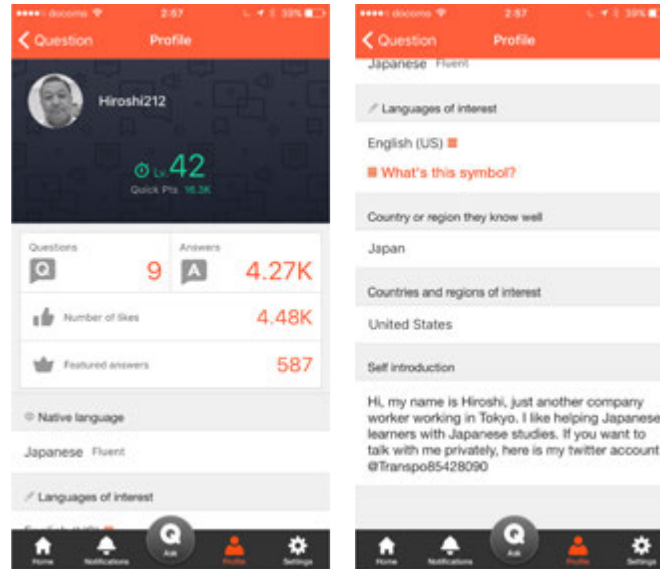 docomo 2:57 39%
Question Profile
Hiroshi212
Lv. 42
Quick Pts 16.3K
Questions Answers
Q 9 A 4.27K
Number of likes 4.48K
Featured answers 587
Native language
Japanese Fluent
Languages of interest
Q
Home Notifications Ask Profile Settings
docomo 2:57 39%
Question Profile
Japanese Fluent
Languages of interest
English (US)
What's this symbol?
Country or region they know well
Japan
Countries and regions of interest
United States
Self introduction
Hi, my name is Hiroshi, just another company
worker working in Tokyo. I like helping Japanese
learners with Japanese studies. If you want to
talk with me privately, here is my twitter account
@Transpo85428090
Q
Home Notifications Ask Profile Settings